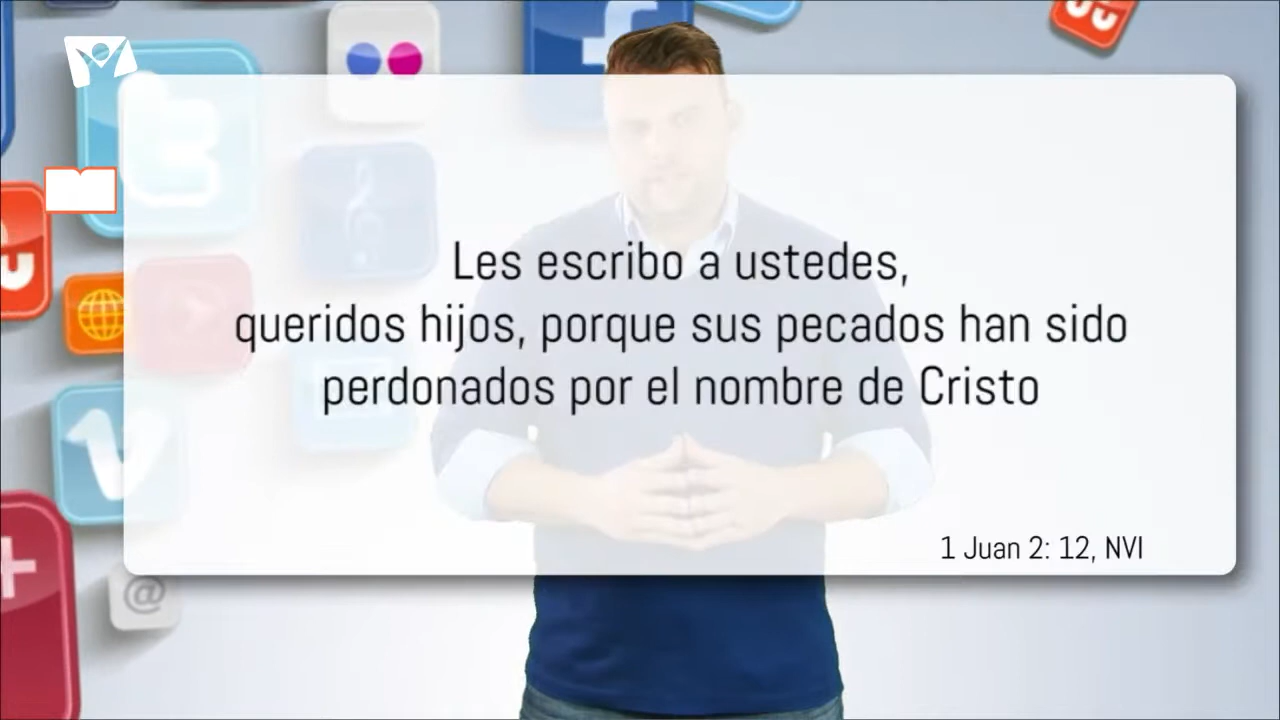 Les escribo a ustedes,
queridos hijos, porque sus pecados han sido
perdonados por el nombre de Cristo
1 Juan 2: 12, NVI
@